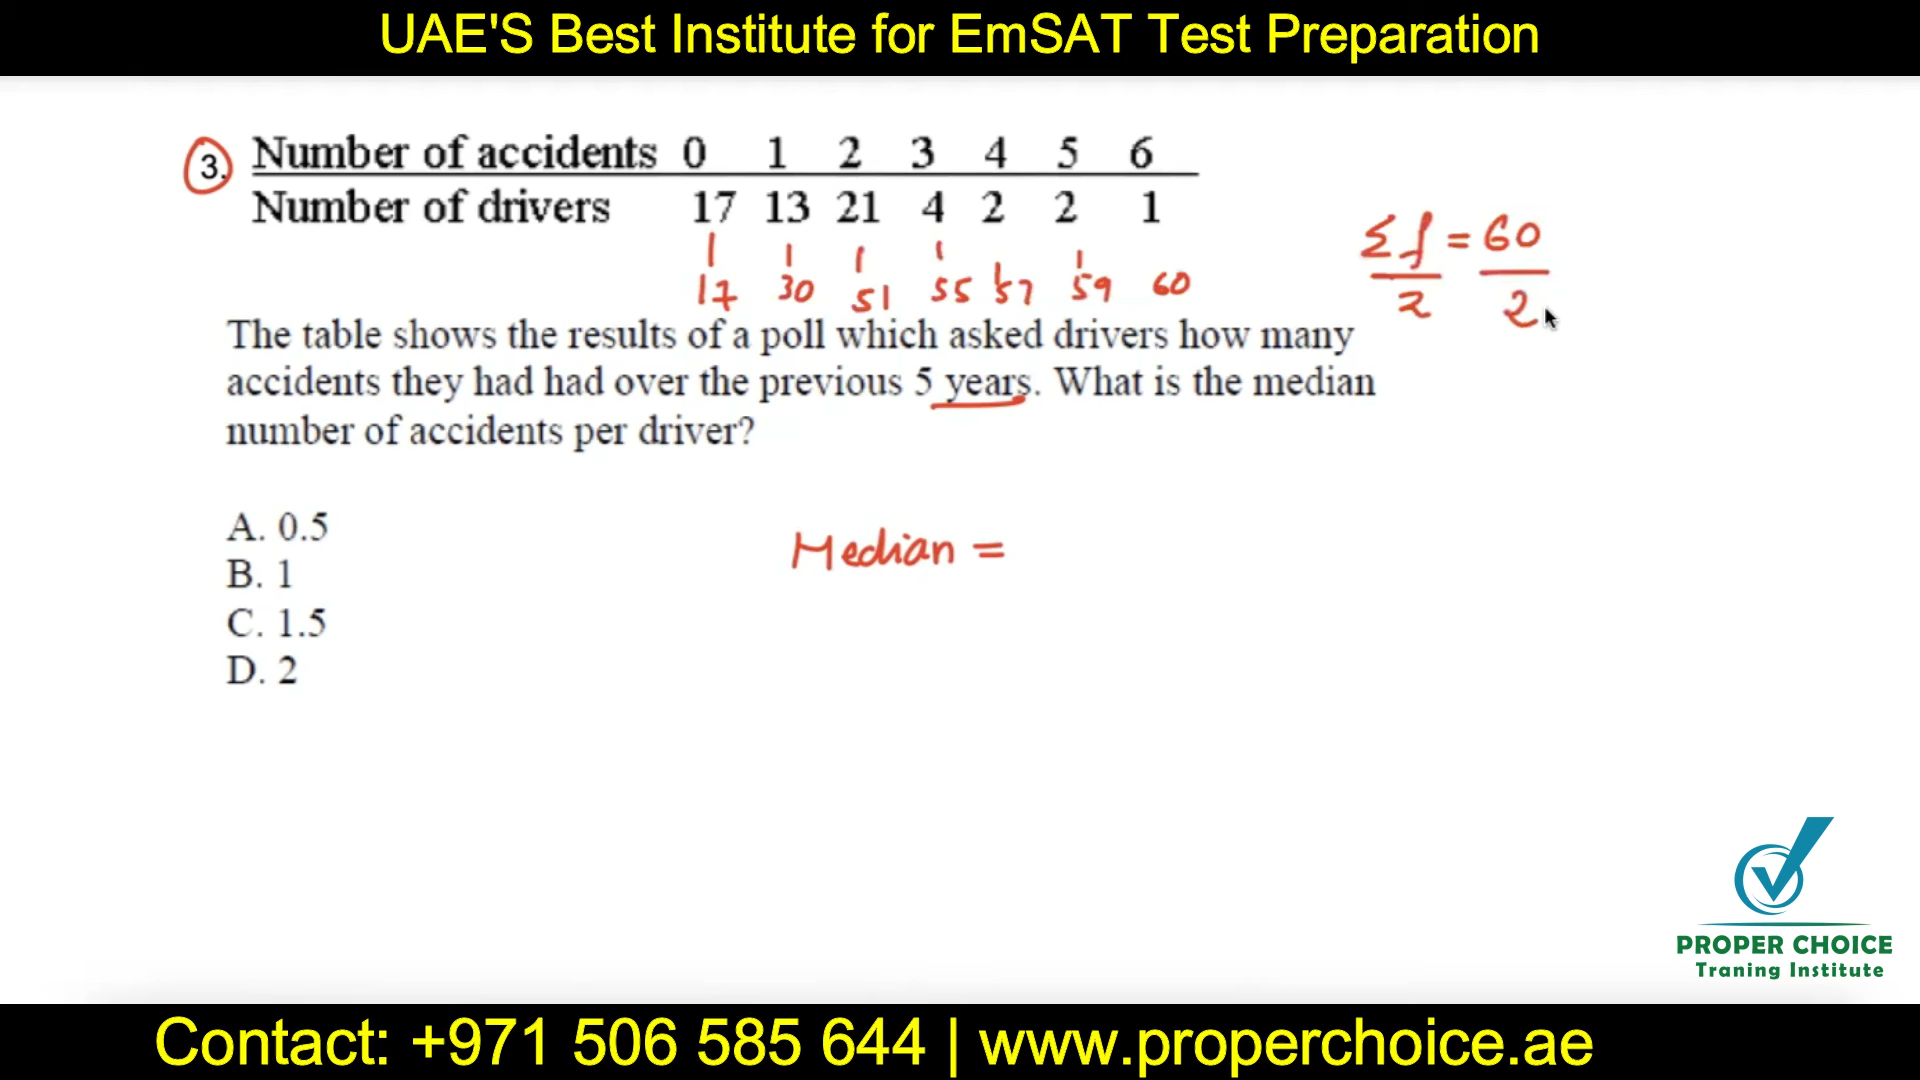 UAE'S Best Institute for EmSAT Test Preparation
3. Number of accidents 0 1 2 3 4 5 6
Number of drivers 17 13 21 4 2 2 1
17 30 51 55 57 59 60
Σf = 60
2 2
The table shows the results of a poll which asked drivers how many
accidents they had had over the previous 5 years. What is the median
number of accidents per driver?
A. 0.5
B. 1
C. 1.5
D. 2
Median =
PROPER CHOICE
Traning Institute
Contact: +971 506 585 644 | www.properchoice.ae